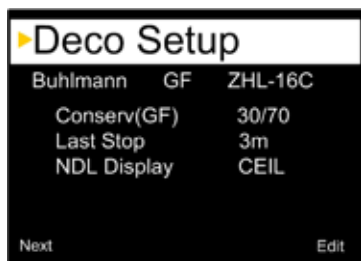 Deco Setup
Buhlmann GF ZHL-16C
Conserv(GF) 30/70
Last Stop 3m
NDL Display CEIL
Next Edit